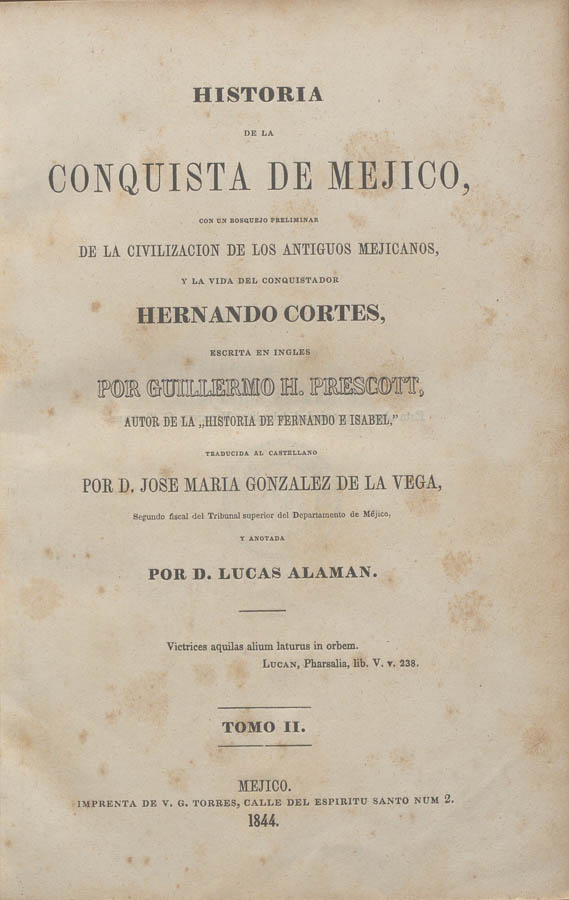 HISTORIA
DE LA
CONQUISTA DE MEJICO,
CON UN BOSQUEJO PRELIMINAR
DE LA CIVILIZACION DE LOS ANTIGUOS MEJICANOS,
Y LA VIDA DEL CONQUISTADOR
HERNANDO CORTES,
ESCRITA EN INGLES
POR GUILLERMO H. PRESCOTT,
AUTOR DE LA „HISTORIA DE FERNANDO E ISABEL,”
TRADUCIDA AL CASTELLANO
POR D. JOSE MARIA GONZALEZ DE LA VEGA,
Segundo fiscal del Tribunal superior del Departamento de Méjico,
Y ANOTADA
POR D. LUCAS ALAMAN.
Victrices aquilas alium laturus in orbem.
LUCAN, Pharsalia, lib. V. v. 238.
TOMO II.
MEJICO.
IMPRENTA DE V. G. TORRES, CALLE DEL ESPIRITU SANTO NUM 2.
1844.